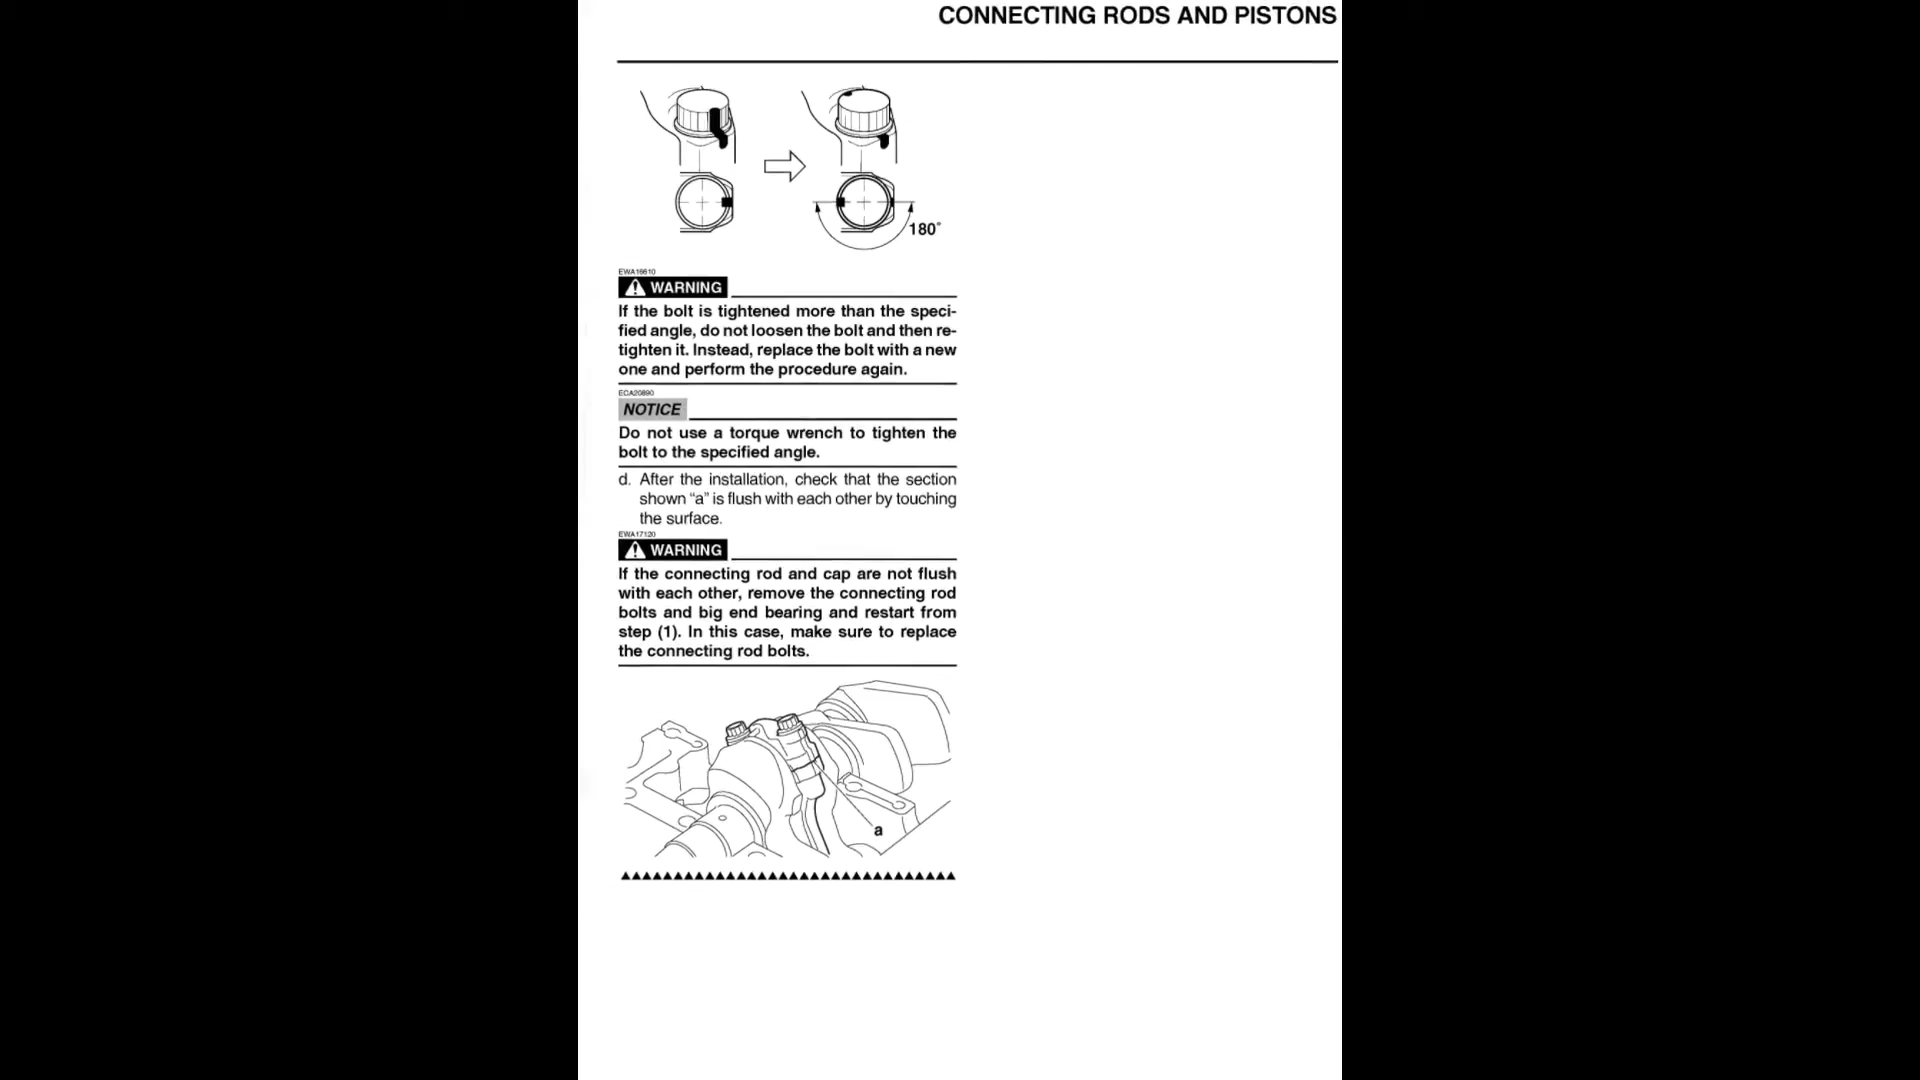 CONNECTING RODS AND PISTONS
180˚
EWA16610
WARNING
If the bolt is tightened more than the speci-
fied angle, do not loosen the bolt and then re-
tighten it. Instead, replace the bolt with a new
one and perform the procedure again.
ECA20890
NOTICE
Do not use a torque wrench to tighten the
bolt to the specified angle.
d. After the installation, check that the section
shown “a” is flush with each other by touching
the surface.
EWA17120
WARNING
If the connecting rod and cap are not flush
with each other, remove the connecting rod
bolts and big end bearing and restart from
step (1). In this case, make sure to replace
the connecting rod bolts.
a